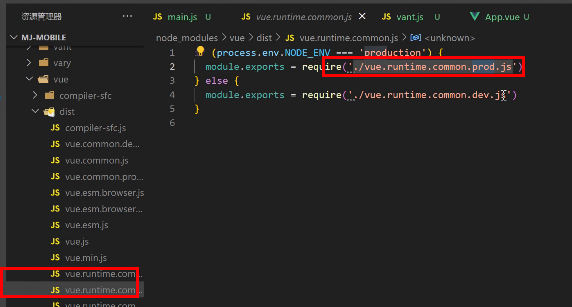 资源管理器
MJ-MOBILE
vant
vary
vue
compiler-sfc
dist
JS compiler-sfc.js
JS vue.common.de...
JS vue.common.js
JS vue.common.pro...
JS vue.esm.browser.js
JS vue.esm.browser...
JS vue.esm.js
JS vue.js
JS vue.min.js
JS vue.runtime.com...
JS vue.runtime.com...
JS vue.runtime.com...
JS main.js U
JS vue.runtime.common.js
JS vant.js U
App.vue U
node_modules > vue > dist > JS vue.runtime.common.js > <unknown>
1 (process.env.NODE_ENV === 'production') {
2 module.exports = require('./vue.runtime.common.prod.js')
3 } else {
4 module.exports = require('./vue.runtime.common.dev.js')
5 }
6